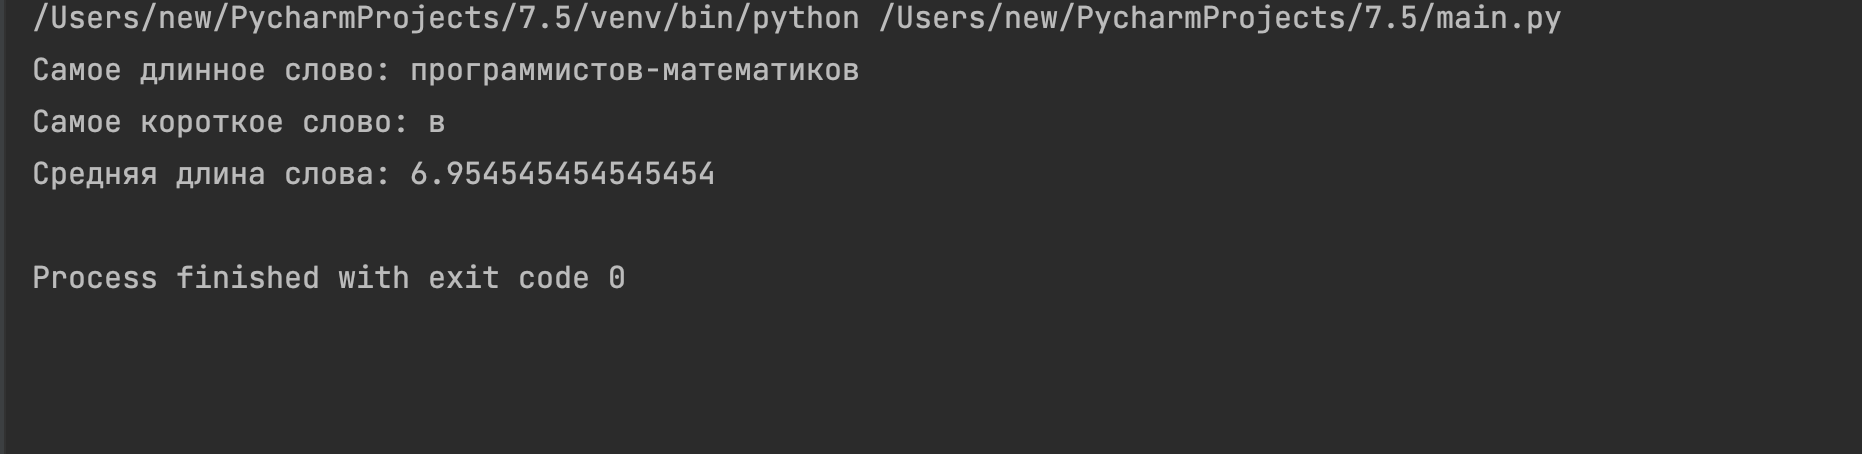 /Users/new/PycharmProjects/7.5/venv/bin/python /Users/new/PycharmProjects/7.5/main.py
Самое длинное слово: программистов-математиков
Самое короткое слово: в
Средняя длина слова: 6.954545454545454
Process finished with exit code 0